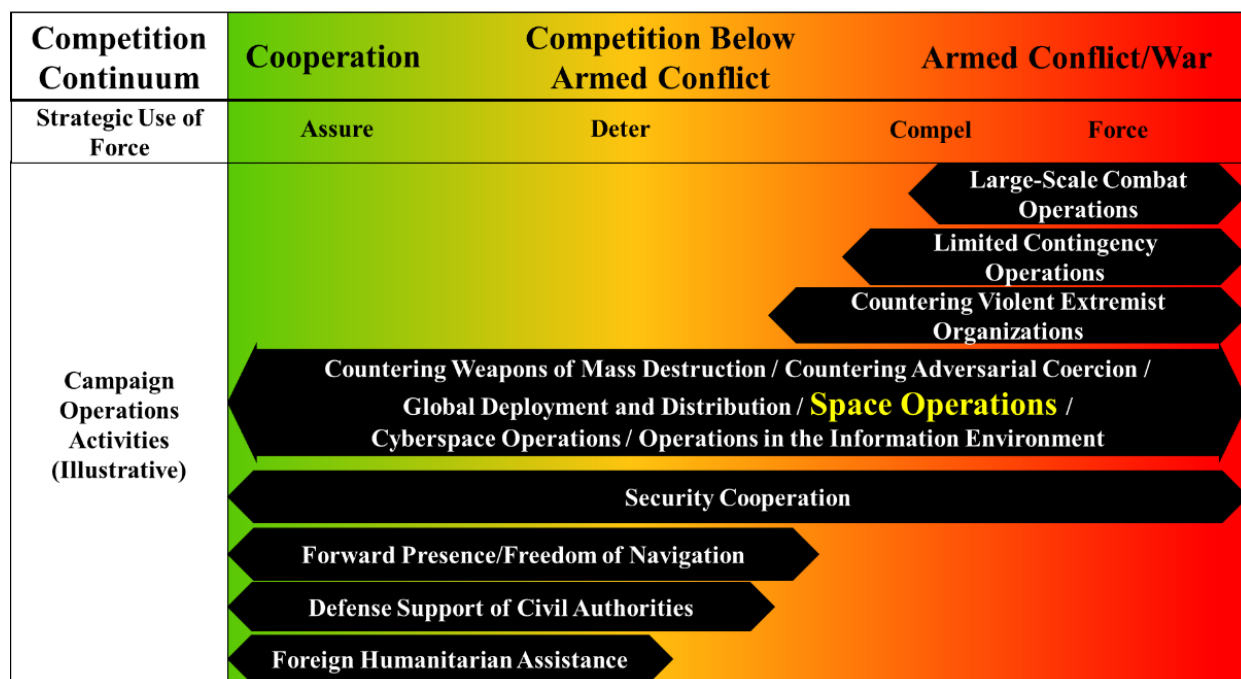 Competition
Continuum
Cooperation
Competition Below
Armed Conflict
Armed Conflict/War
Strategic Use of
Force
Assure
Deter
Compel
Force
Campaign
Operations
Activities
(Illustrative)
Large-Scale Combat
Operations
Limited Contingency
Operations
Countering Violent Extremist
Organizations
Countering Weapons of Mass Destruction / Countering Adversarial Coercion /
Global Deployment and Distribution / Space Operations /
Cyberspace Operations / Operations in the Information Environment
Security Cooperation
Forward Presence/Freedom of Navigation
Defense Support of Civil Authorities
Foreign Humanitarian Assistance